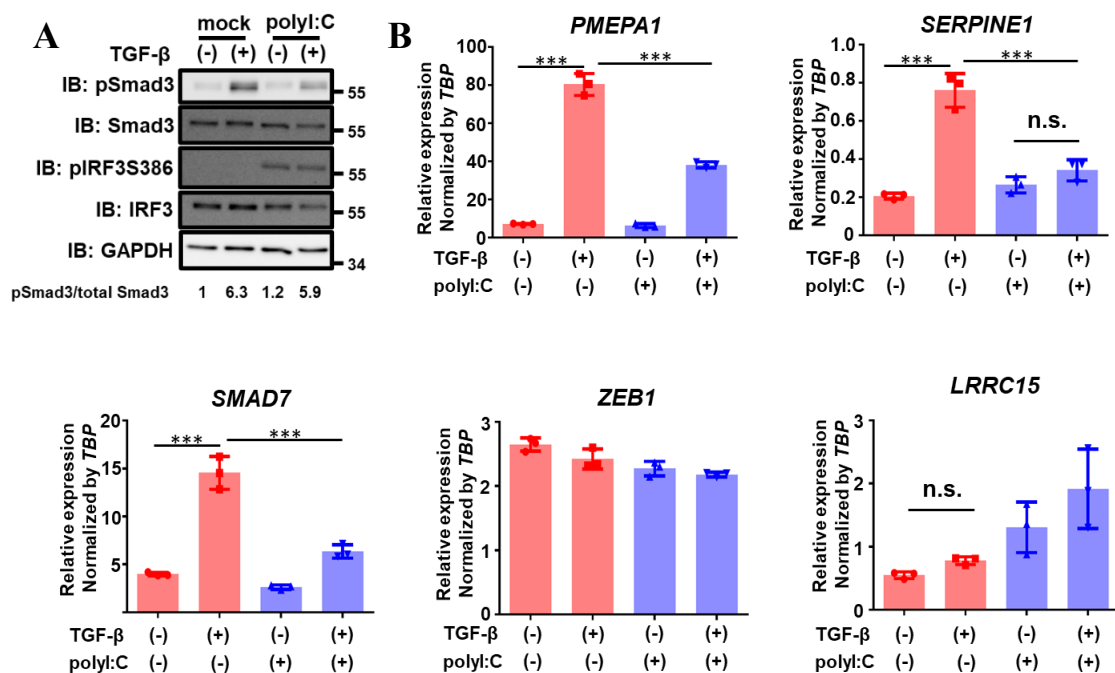 A
mock polyI:C
TGF-β (-) (+) (-) (+)
IB: pSmad3 55
IB: Smad3 55
IB: pIRF3S386 55
IB: IRF3 55
IB: GAPDH 34
pSmad3/total Smad3 1 6.3 1.2 5.9
B
PMEPA1
Relative expression
Normalized by TBP
100
80
60
40
20
0
*** ***
TGF-β (-) (+) (-) (+)
polyI:C (-) (-) (+) (+)
SERPINE1
Relative expression
Normalized by TBP
1.0
0.8
0.6
0.4
0.2
0.0
*** ***
n.s.
TGF-β (-) (+) (-) (+)
polyI:C (-) (-) (+) (+)
SMAD7
Relative expression
Normalized by TBP
20
15
10
5
0
*** ***
TGF-β (-) (+) (-) (+)
polyI:C (-) (-) (+) (+)
ZEB1
Relative expression
Normalized by TBP
3
2
1
0
TGF-β (-) (+) (-) (+)
polyI:C (-) (-) (+) (+)
LRRC15
Relative expression
Normalized by TBP
3
2
1
0
n.s.
TGF-β (-) (+) (-) (+)
polyI:C (-) (-) (+) (+)